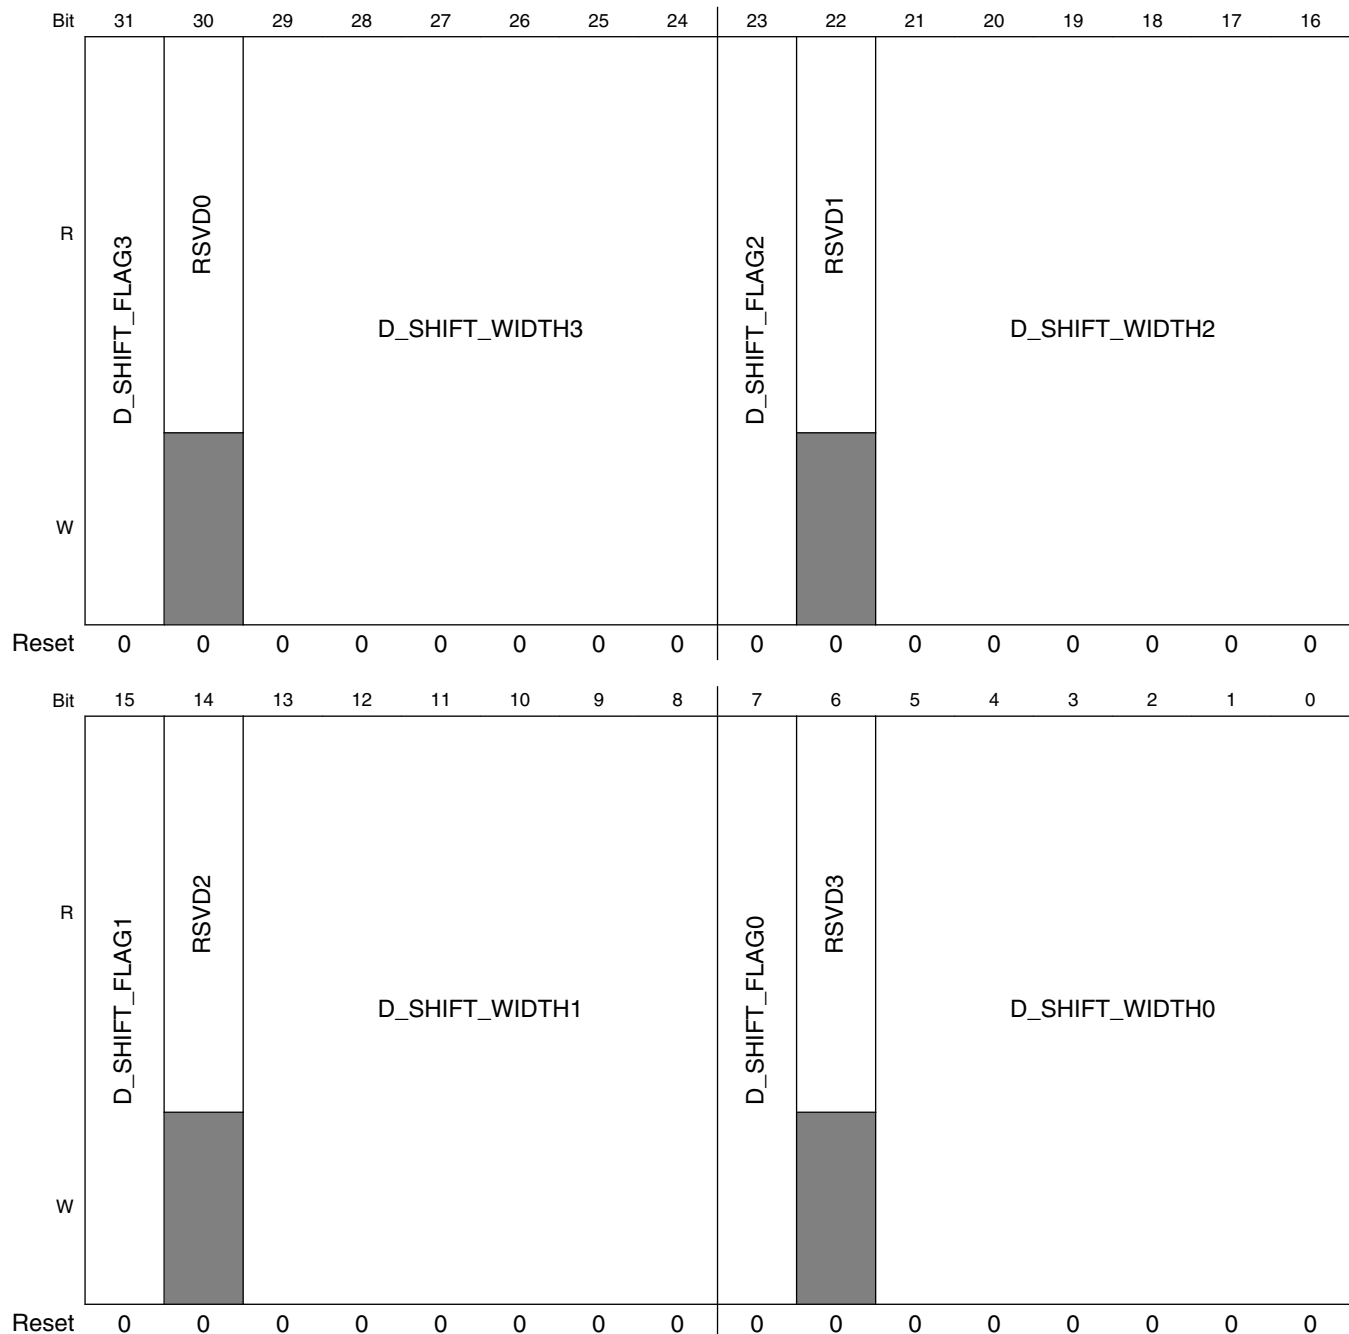 Bit 31 30 29 28 27 26 25 24 23 22 21 20 19 18 17 16
R
D_SHIFT_FLAG3
RSVD0
D_SHIFT_WIDTH3
D_SHIFT_FLAG2
RSVD1
D_SHIFT_WIDTH2
W
Reset 0 0 0 0 0 0 0 0 0 0 0 0 0 0 0 0
Bit 15 14 13 12 11 10 9 8 7 6 5 4 3 2 1 0
R
D_SHIFT_FLAG1
RSVD2
D_SHIFT_WIDTH1
D_SHIFT_FLAG0
RSVD3
D_SHIFT_WIDTH0
W
Reset 0 0 0 0 0 0 0 0 0 0 0 0 0 0 0 0